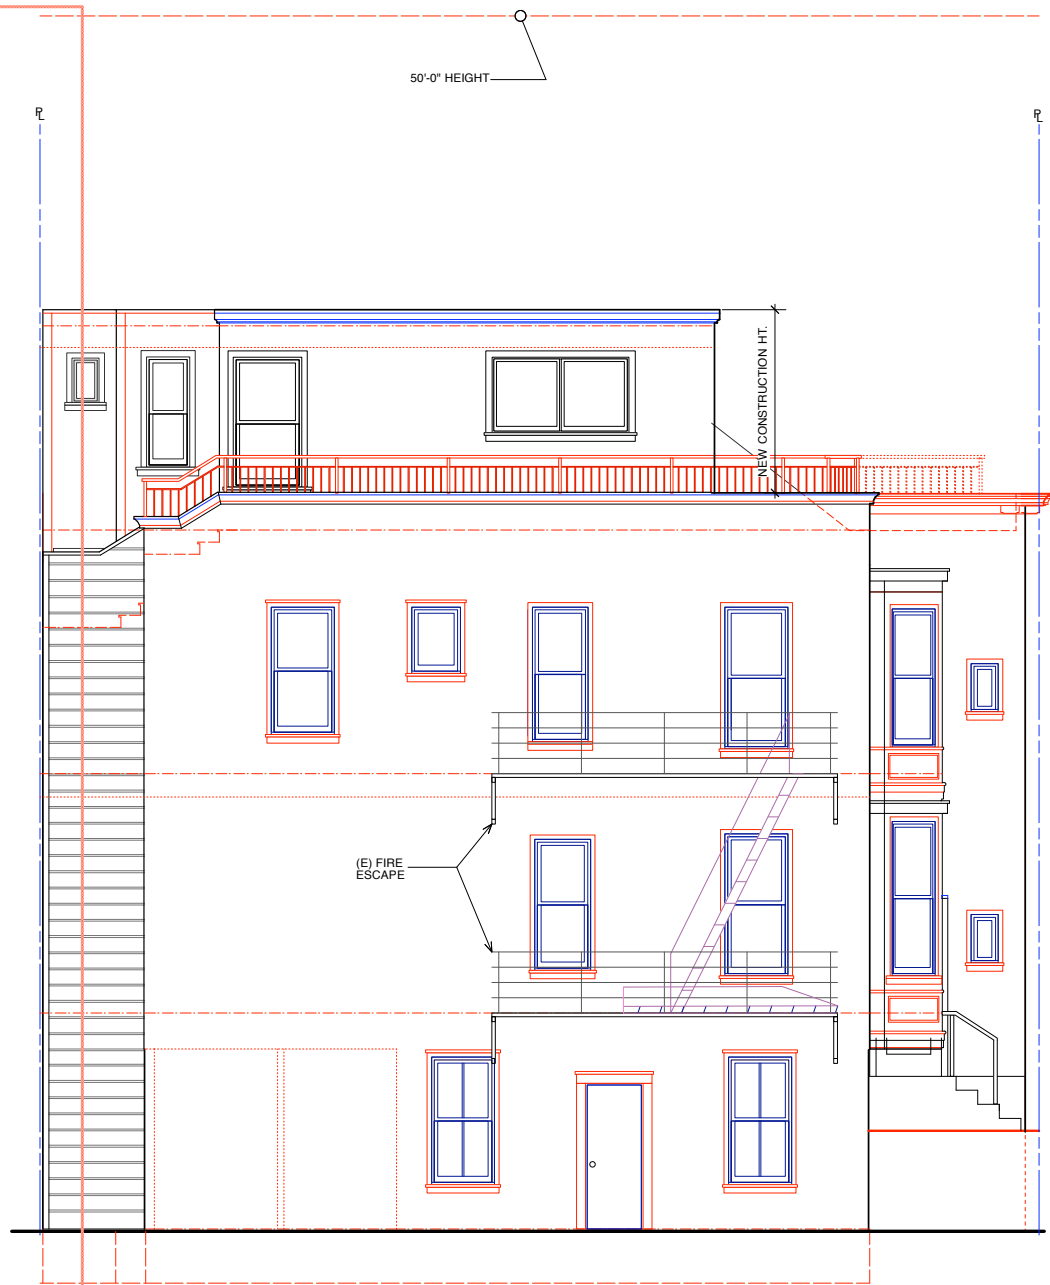 50'-0" HEIGHT
PL
PL
NEW CONSTRUCTION HT.
(E) FIRE
ESCAPE